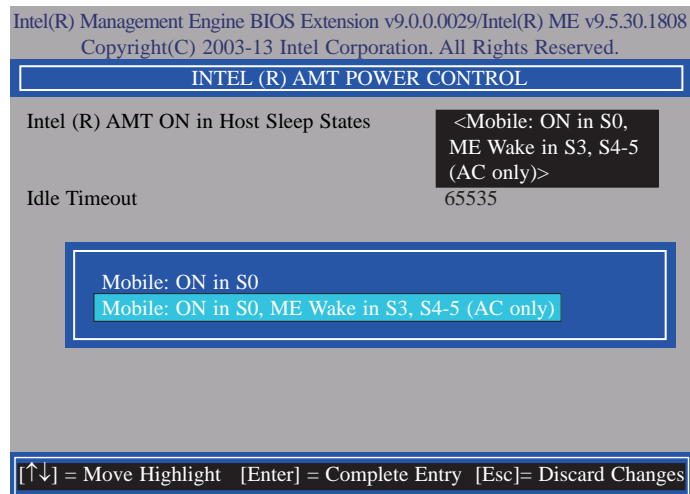 Intel(R) Management Engine BIOS Extension v9.0.0.0029/Intel(R) ME v9.5.30.1808
Copyright(C) 2003-13 Intel Corporation. All Rights Reserved.
INTEL (R) AMT POWER CONTROL
Intel (R) AMT ON in Host Sleep States
<Mobile: ON in S0,
ME Wake in S3, S4-5
(AC only)>
Idle Timeout 65535
Mobile: ON in S0
Mobile: ON in S0, ME Wake in S3, S4-5 (AC only)
[↑↓] = Move Highlight [Enter] = Complete Entry [Esc]= Discard Changes